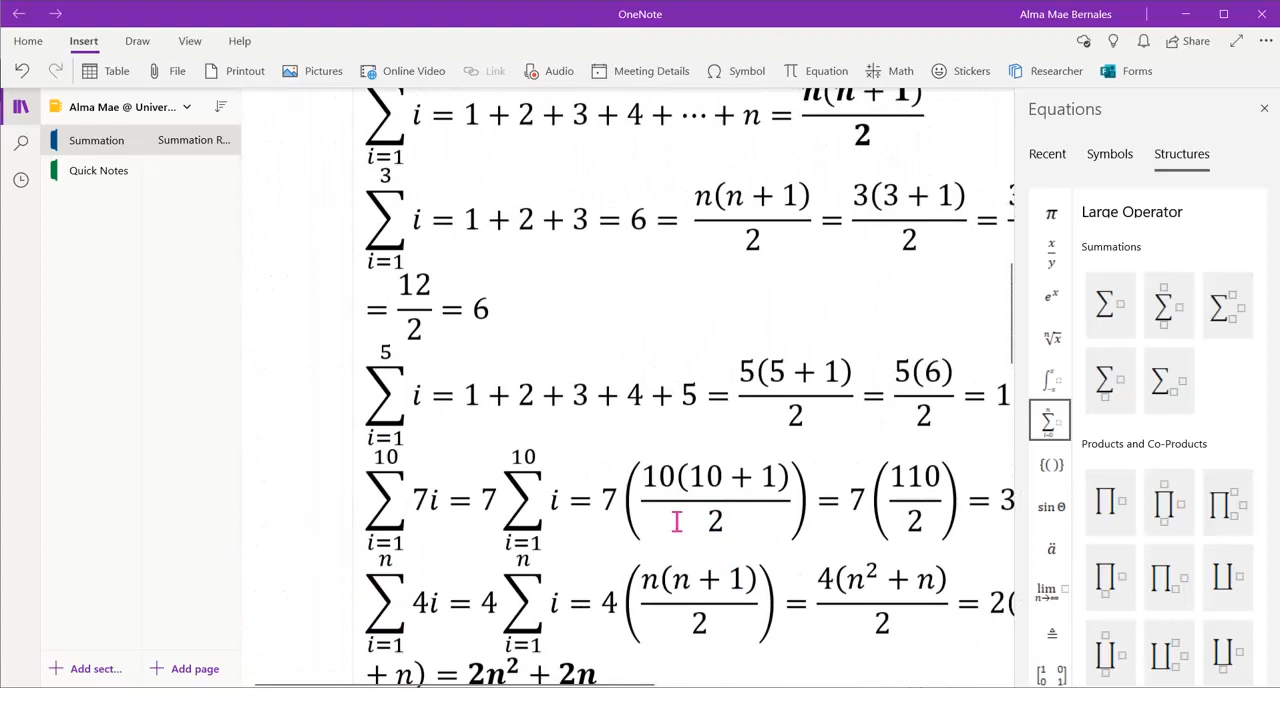 OneNote
Alma Mae Bernales
Home Insert Draw View Help
Share
Table File Printout Pictures Online Video Link Audio Meeting Details Symbol Equation Math Stickers Researcher Forms
Alma Mae @ Univer...
Summation
Summation R...
Quick Notes
Add sect...
Add page
∑_{i=1} i = 1 + 2 + 3 + 4 + ⋯ + n = n(n + 1)/2
∑_{i=1}^{3} i = 1 + 2 + 3 = 6 = n(n + 1)/2 = 3(3 + 1)/2 =
= 12/2 = 6
∑_{i=1}^{5} i = 1 + 2 + 3 + 4 + 5 = 5(5 + 1)/2 = 5(6)/2 = 1
∑_{i=1}^{10} 7i = 7 ∑_{i=1}^{10} i = 7 (10(10 + 1)/2) = 7 (110/2) = 3
∑_{i=1}^{n} 4i = 4 ∑_{i=1}^{n} i = 4 (n(n + 1)/2) = 4(n² + n)/2 = 2(
+ n) = 2n² + 2n
Equations
Recent Symbols Structures
Large Operator
Summations
Products and Co-Products
π
x/y
eˣ
ⁿ√x
∫_{-x}^{x}
∑_{i=0}^{n}
{()}
sin Θ
ä
lim n→∞
≜
1 0
0 1